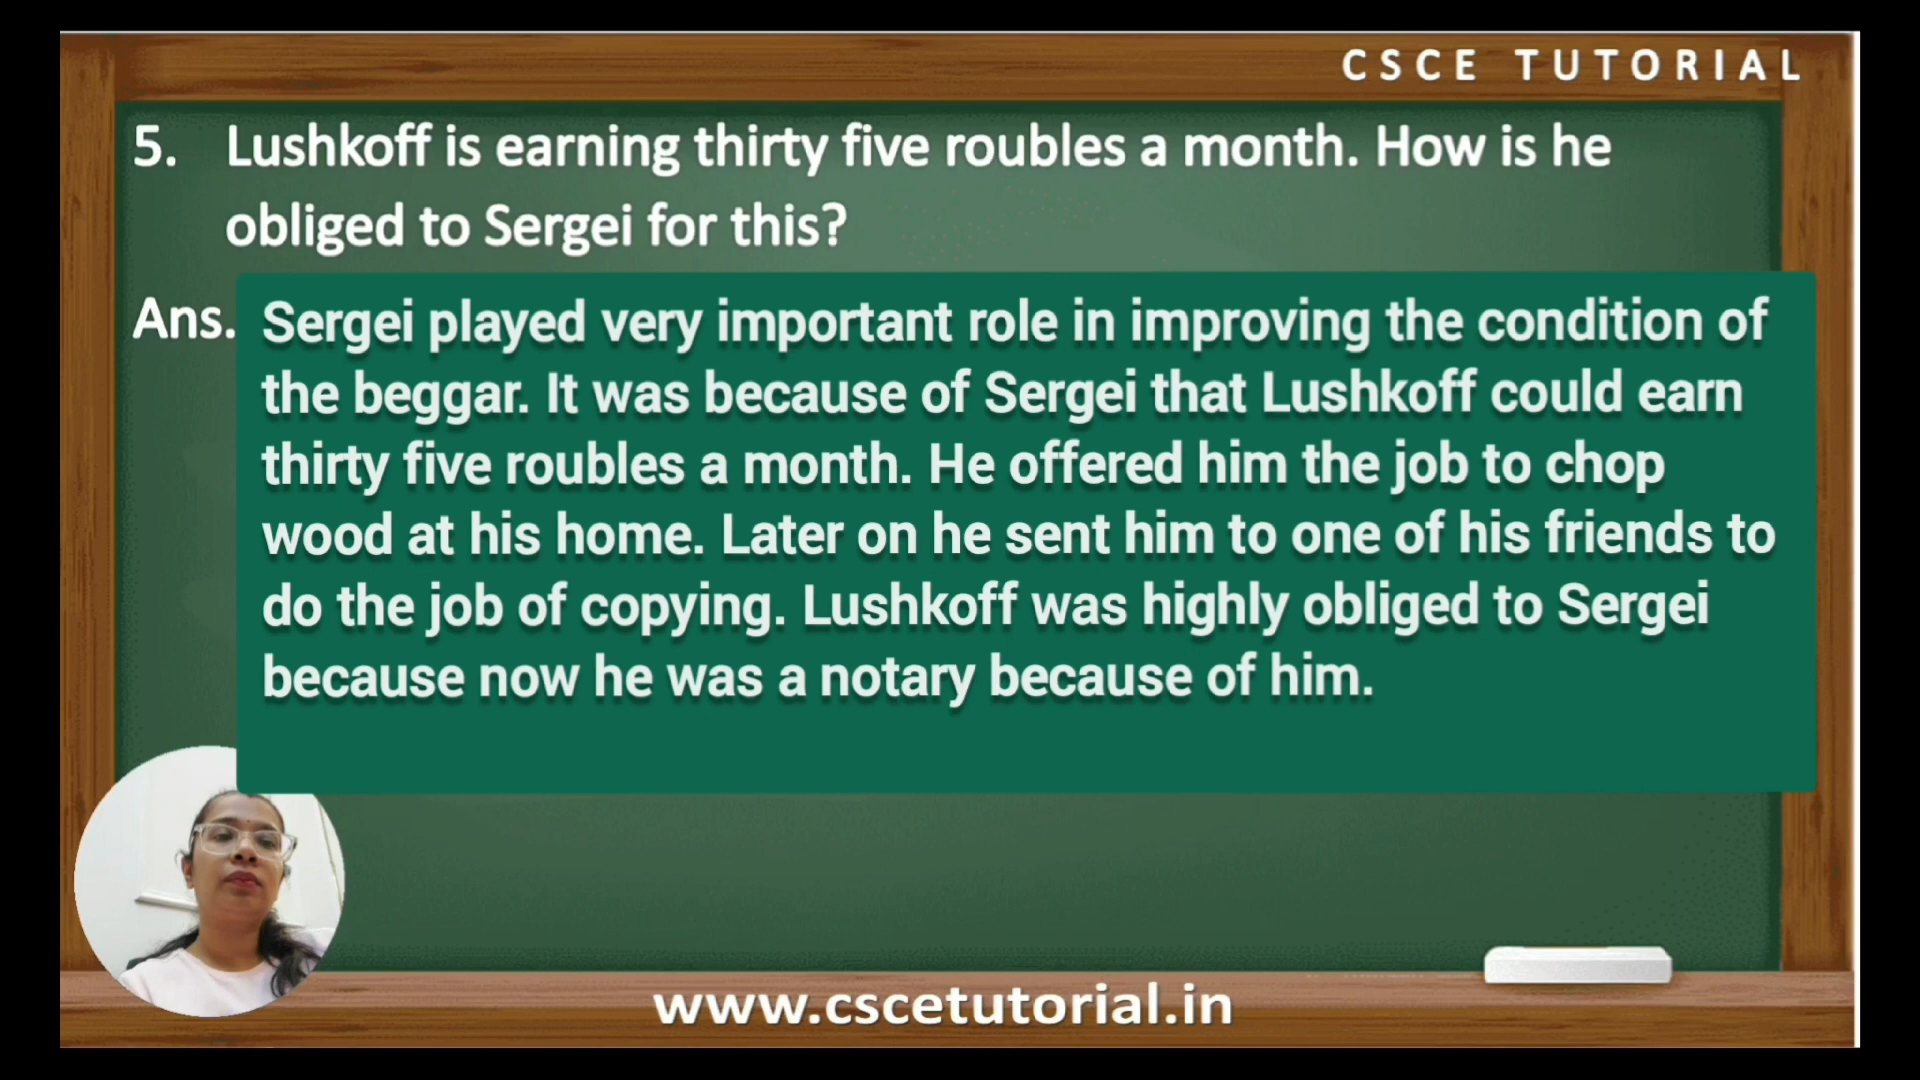 CSCE TUTORIAL
5. Lushkoff is earning thirty five roubles a month. How is he
obliged to Sergei for this?
Ans. Sergei played very important role in improving the condition of
the beggar. It was because of Sergei that Lushkoff could earn
thirty five roubles a month. He offered him the job to chop
wood at his home. Later on he sent him to one of his friends to
do the job of copying. Lushkoff was highly obliged to Sergei
because now he was a notary because of him.
www.cscetutorial.in